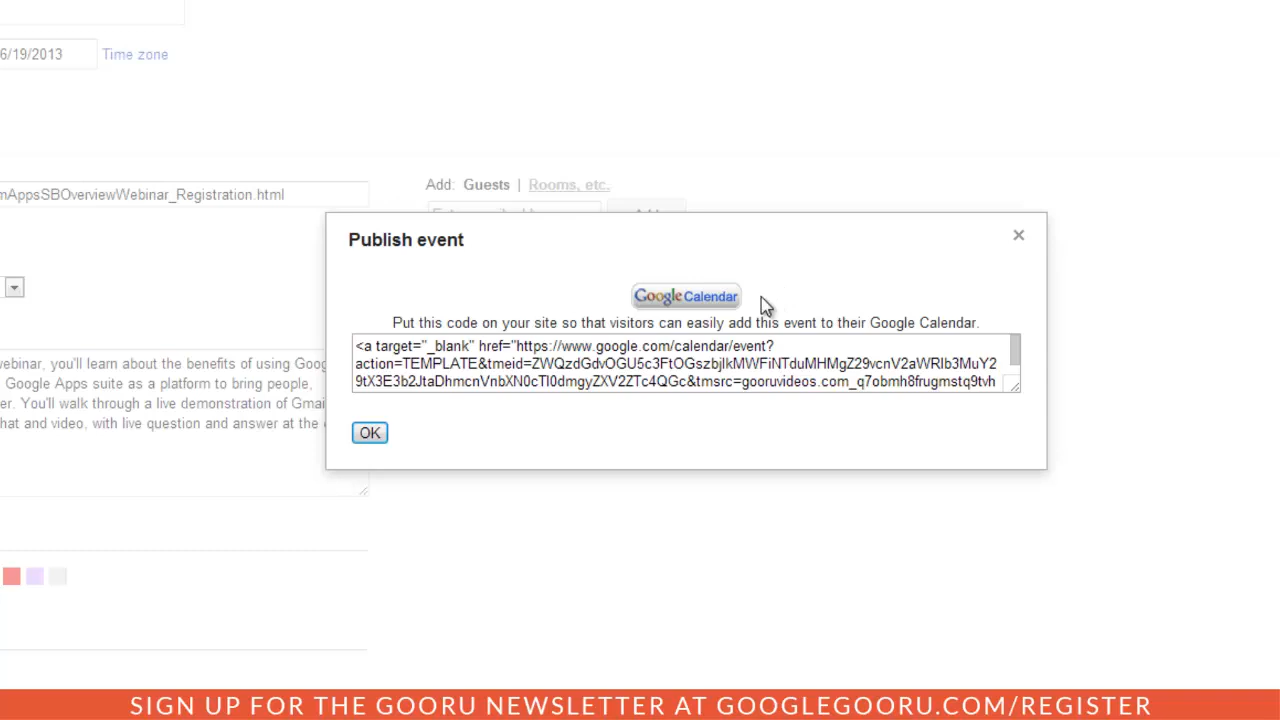 6/19/2013 Time zone
mAppsSBOverviewWebinar_Registration.html
Add: Guests | Rooms, etc.
Publish event
Google Calendar
Put this code on your site so that visitors can easily add this event to their Google Calendar.
<a target="_blank" href="https://www.google.com/calendar/event?
action=TEMPLATE&tmeid=ZWQzdGdvOGU5c3FtOGszbjlkMWFiNTduMHMgZ29vcnV2aWRlb3MuY2
9tX3E3b2JtaDhmcnVnbXN0cTl0dmgyZXV2ZTc4QGc&tmsrc=gooruvideos.com_q7obmh8frugmstq9tvh
OK
webinar, you'll learn about the benefits of using Goog
Google Apps suite as a platform to bring people,
er. You'll walk through a live demonstration of Gmai
hat and video, with live question and answer at the
SIGN UP FOR THE GOORU NEWSLETTER AT GOOGLEGOORU.COM/REGISTER